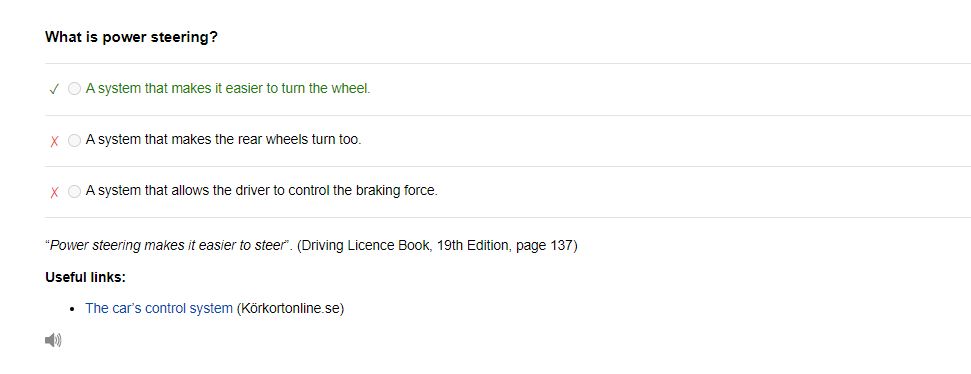 What is power steering?
✓ A system that makes it easier to turn the wheel.
X A system that makes the rear wheels turn too.
X A system that allows the driver to control the braking force.
“Power steering makes it easier to steer”. (Driving Licence Book, 19th Edition, page 137)
Useful links:
• The car’s control system (Körkortonline.se)